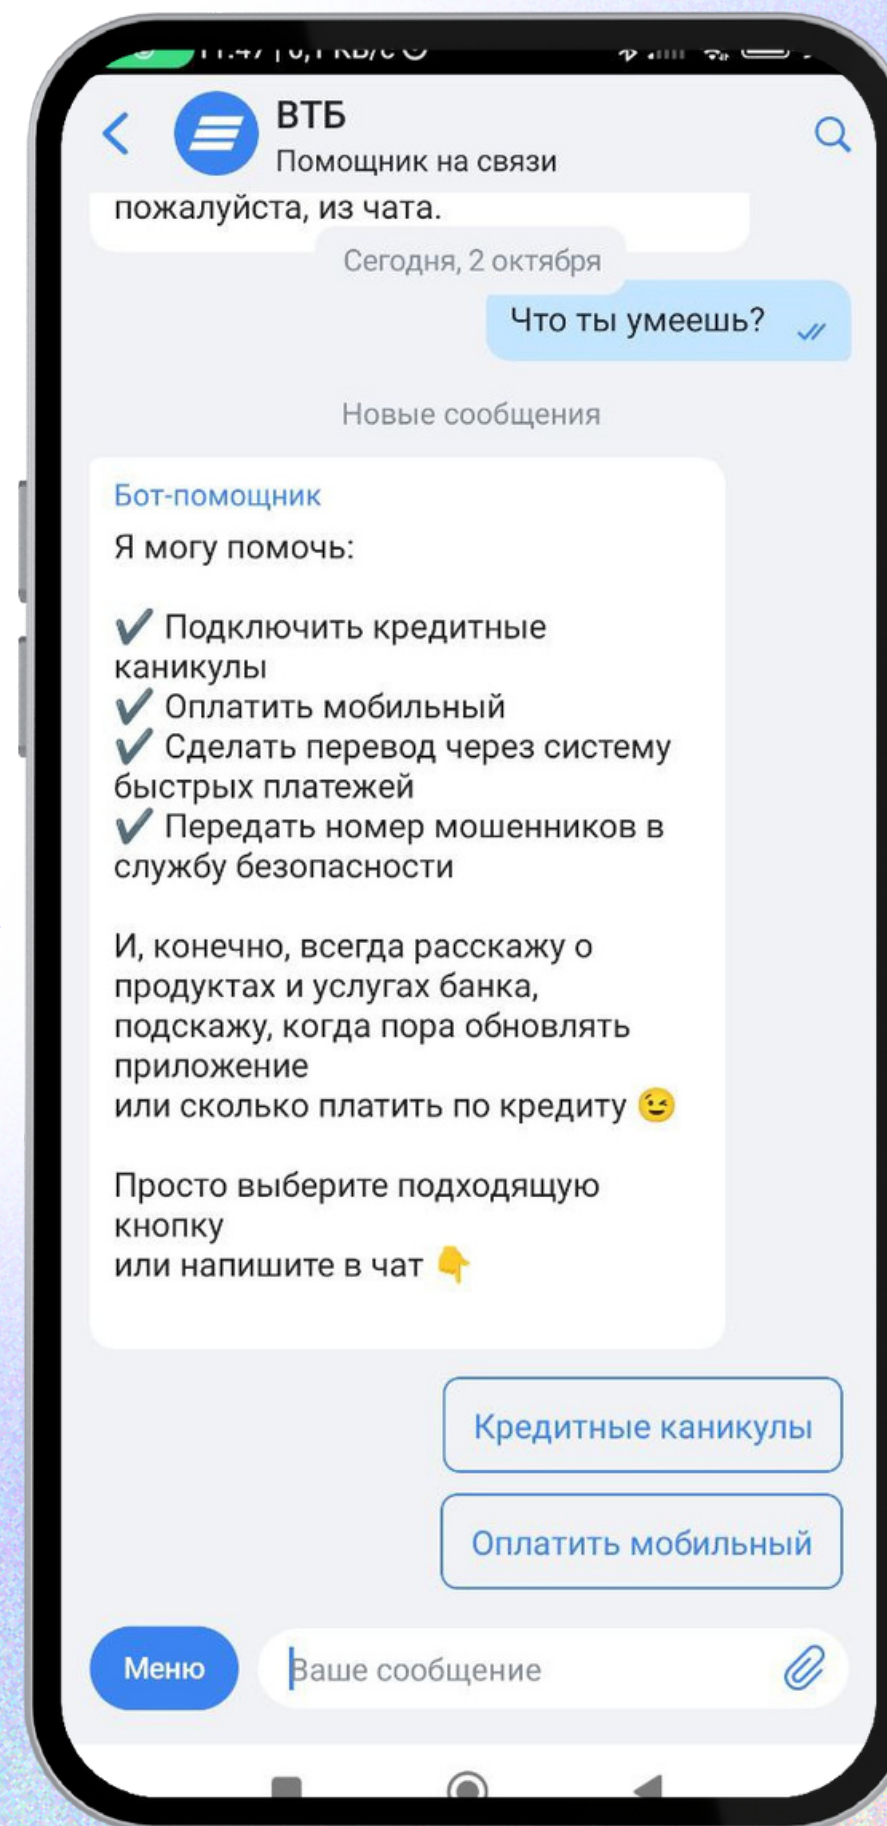 ВТБ
Помощник на связи
пожалуйста, из чата.
Сегодня, 2 октября
Что ты умеешь?
Новые сообщения
Бот-помощник
Я могу помочь:
✔ Подключить кредитные
каникулы
✔ Оплатить мобильный
✔ Сделать перевод через систему
быстрых платежей
✔ Передать номер мошенников в
службу безопасности
И, конечно, всегда расскажу о
продуктах и услугах банка,
подскажу, когда пора обновлять
приложение
или сколько платить по кредиту 😉
Просто выберите подходящую
кнопку
или напишите в чат 👇
Кредитные каникулы
Оплатить мобильный
Меню
Ваше сообщение